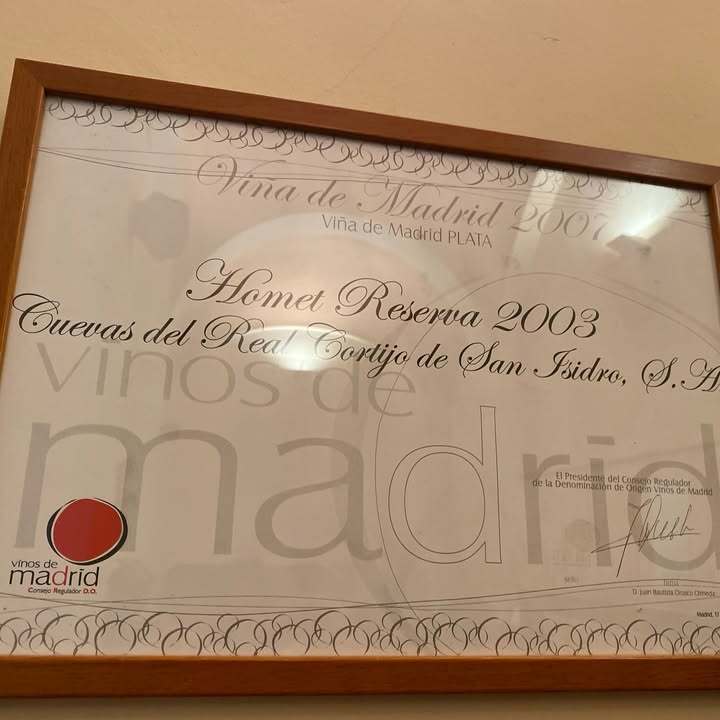 Viña de Madrid 2007
Viña de Madrid PLATA
Homet Reserva 2003
Cuevas del Real Cortijo de San Isidro, S.A
vinos de
madrid
El Presidente del Consejo Regulador
de la Denominación de Origen Vinos de Madrid
vinos de
madrid
Consejo Regulador D.O.
D. Juan Bautista Orusco Olmeda
Madrid,